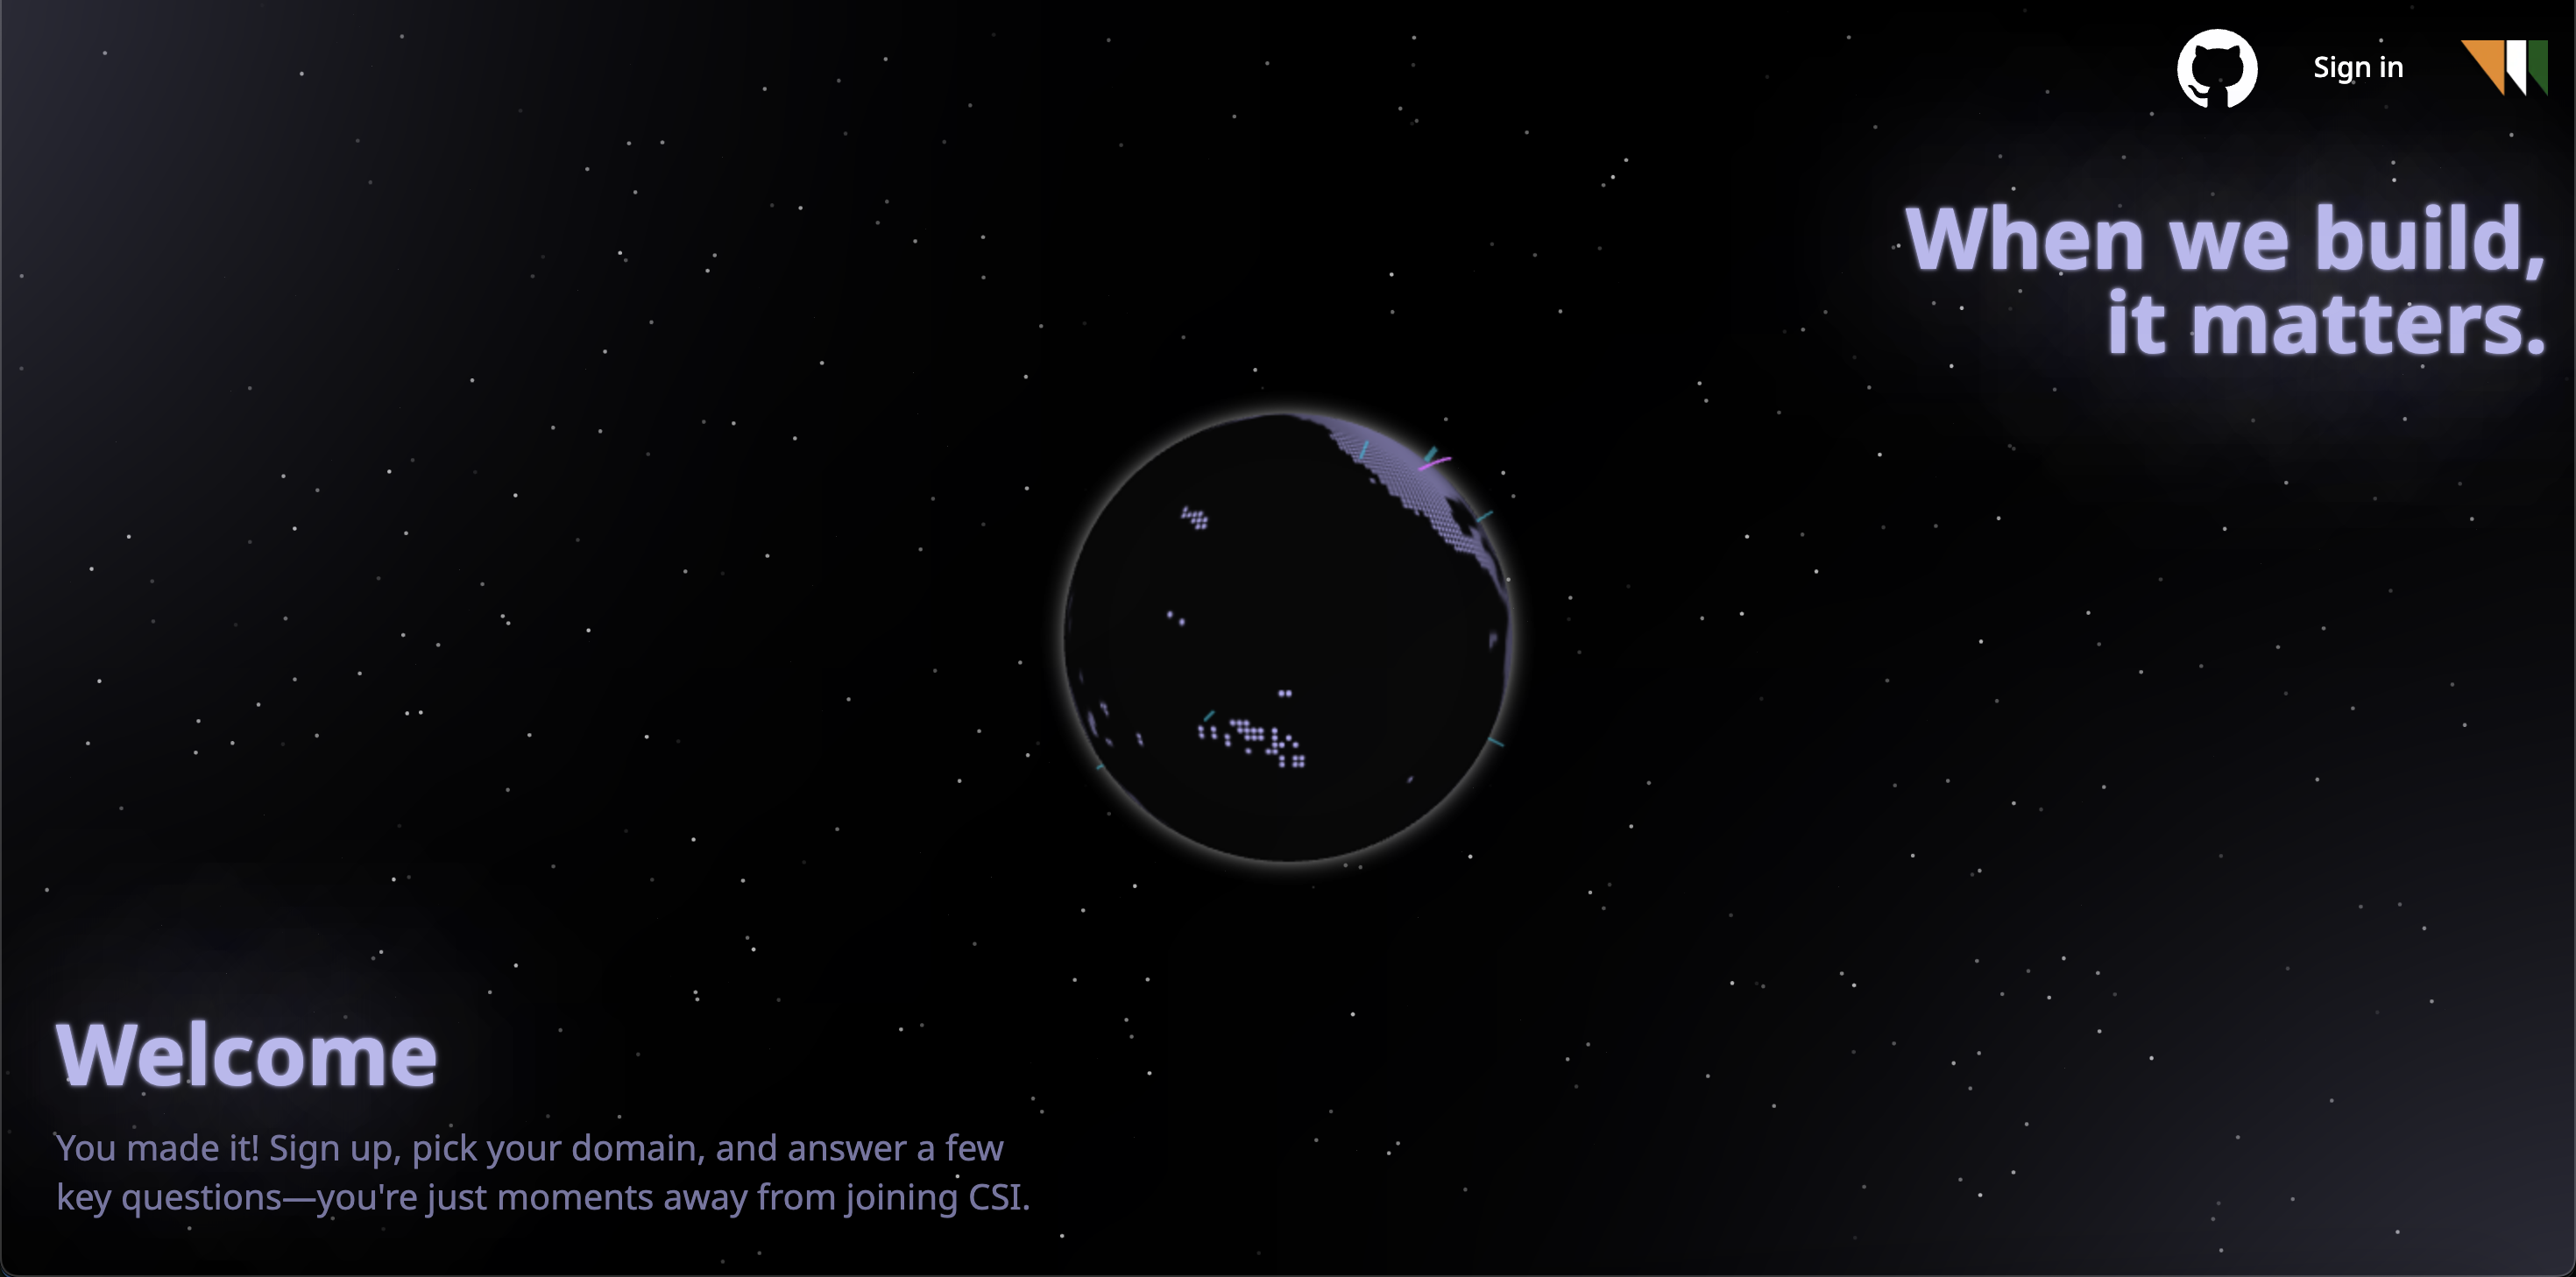 Sign in
When we build,
it matters.
Welcome
You made it! Sign up, pick your domain, and answer a few
key questions—you're just moments away from joining CSI.